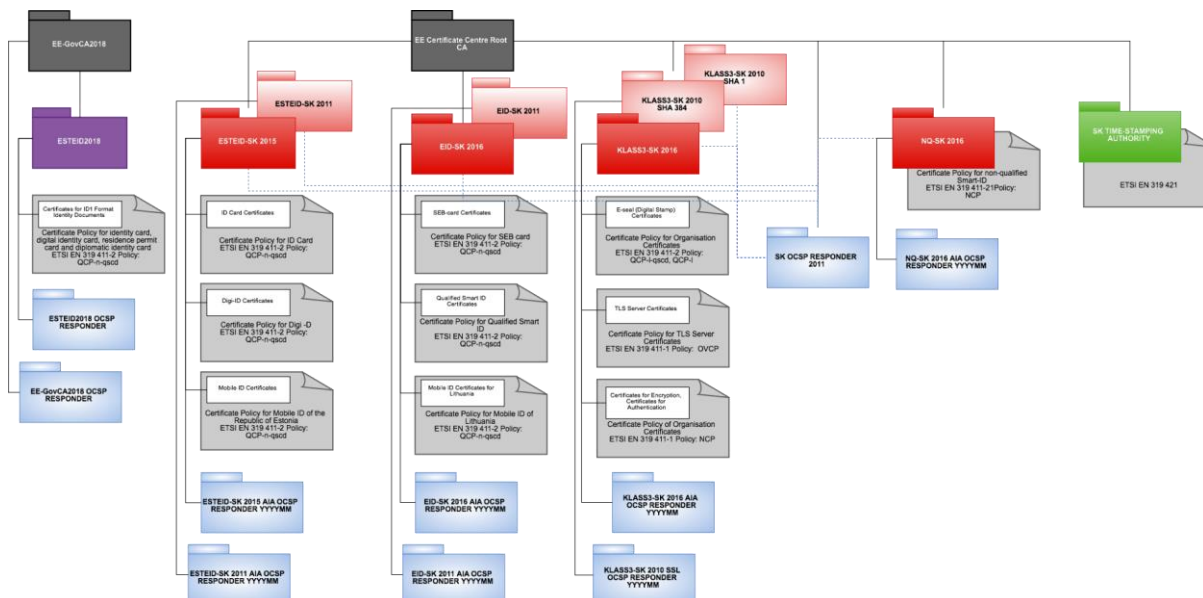 EE-GovCA2018
EE Certificate Centre Root
CA
KLASS3-SK 2010
SHA 1
ESTEID-SK 2011
EID-SK 2011
KLASS3-SK 2010
SHA 384
ESTEID2018
ESTEID-SK 2015
EID-SK 2016
KLASS3-SK 2016
NQ-SK 2016
SK TIME-STAMPING
AUTHORITY
Certificate Policy for non-qualified
Smart-ID
ETSI EN 319 411-21Policy:
NCP
ETSI EN 319 421
Certificates for ID1 Format
Identity Documents
Certificate Policy for identity card,
digital identity card, residence permit
card and diplomatic identity card
ETSI EN 319 411-2 Policy:
QCP-n-qscd
ID Card Certificates
Certificate Policy for ID Card
ETSI EN 319 411-2 Policy:
QCP-n-qscd
SEB-card Certificates
Certificate Policy for SEB card
ETSI EN 319 411-2 Policy:
QCP-n-qscd
E-seal (Digital Stamp)
Certificates
Certificate Policy for Organisation
Certificates
ETSI EN 319 411-2 Policy:
QCP-l-qscd, QCP-l
SK OCSP RESPONDER
2011
NQ-SK 2016 AIA OCSP
RESPONDER YYYYMM
ESTEID2018 OCSP
RESPONDER
Digi-ID Certificates
Certificate Policy for Digi -D
ETSI EN 319 411-2 Policy:
QCP-n-qscd
Qualified Smart ID
Certificates
Certificate Policy for Qualified Smart
ID
ETSI EN 319 411-2 Policy:
QCP-n-qscd
TLS Server Certificates
Certificate Policy for TLS Server
Certificates
ETSI EN 319 411-1 Policy: OVCP
EE-GovCA2018 OCSP
RESPONDER
Mobile ID Certificates
Certificate Policy for Mobile ID of the
Republic of Estonia
ETSI EN 319 411-2 Policy:
QCP-n-qscd
Mobile ID Certificates for
Lithuania
Certificate Policy for Mobile ID of
Lithuania
ETSI EN 319 411-2 Policy:
QCP-n-qscd
Certificates for Encryption,
Certificates for
Authentication
Certificate Policy of Organisation
Certificates
ETSI EN 319 411-1 Policy: NCP
ESTEID-SK 2015 AIA OCSP
RESPONDER YYYYMM
EID-SK 2016 AIA OCSP
RESPONDER YYYYMM
KLASS3-SK 2016 AIA
OCSP RESPONDER
YYYYMM
ESTEID-SK 2011 AIA OCSP
RESPONDER YYYYMM
EID-SK 2011 AIA OCSP
RESPONDER YYYYMM
KLASS3-SK 2010 SSL
OCSP RESPONDER
YYYYMM